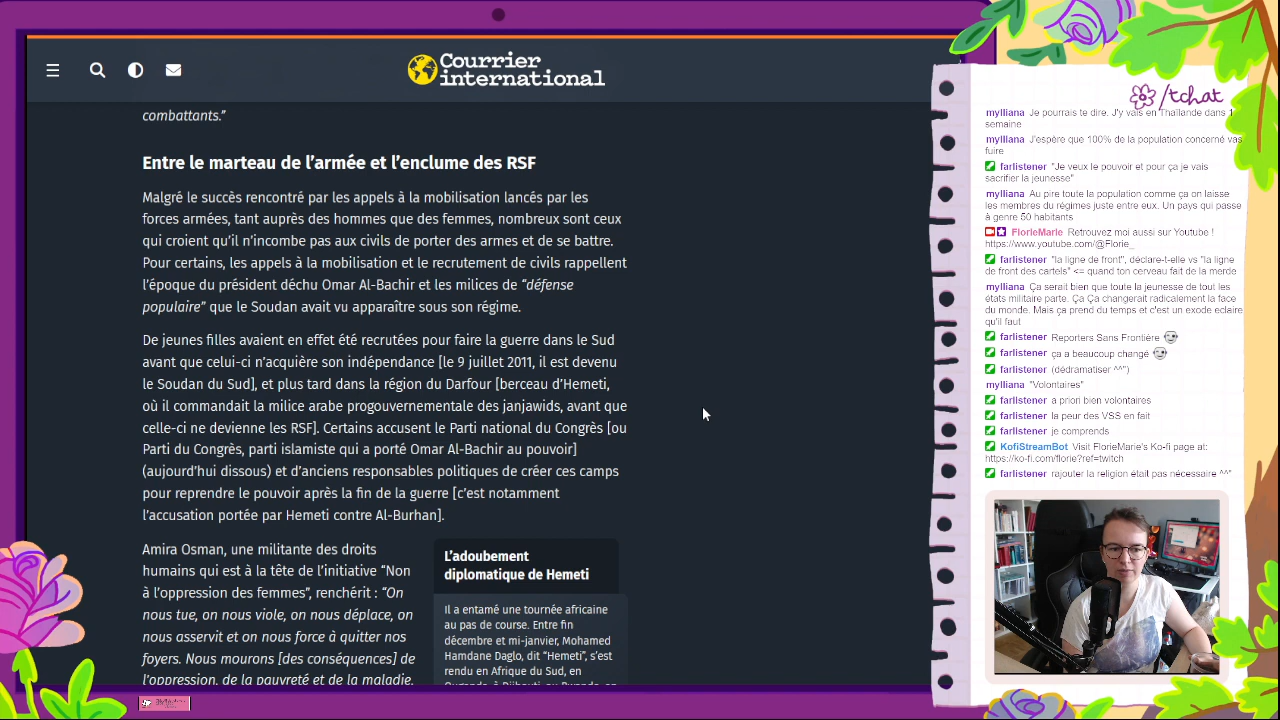 Courrier
international
combattants.”
Entre le marteau de l’armée et l’enclume des RSF
Malgré le succès rencontré par les appels à la mobilisation lancés par les
forces armées, tant auprès des hommes que des femmes, nombreux sont ceux
qui croient qu’il n’incombe pas aux civils de porter des armes et de se battre.
Pour certains, les appels à la mobilisation et le recrutement de civils rappellent
l’époque du président déchu Omar Al-Bachir et les milices de “défense
populaire” que le Soudan avait vu apparaître sous son régime.
De jeunes filles avaient alors été recrutées pour faire la guerre dans le Sud
avant que celui-ci n’acquière son indépendance [le 9 juillet 2011, il est devenu
le Soudan du Sud], et plus tard dans la région du Darfour [berceau d’Hemeti,
où il commandait la milice arabe progouvernementale des janjawids, avant que
celle-ci ne devienne les RSF]. Certains accusent le Parti national du Congrès [ou
Parti du Congrès, parti islamiste qui a porté Omar Al-Bachir au pouvoir]
(aujourd’hui dissous) et d’anciens responsables politiques de créer ces camps
pour reprendre le pouvoir après la fin de la guerre [c’est notamment
l’accusation portée par Hemeti contre Al-Burhan].
Amira Osman, une militante des droits
humains qui est à la tête de l’initiative “Non
à l’oppression des femmes”, renchérit : “On
nous tue, on nous viole, on nous déplace, on
nous asservit et on nous force à quitter nos
foyers. Nous mourons [des conséquences] de
l’oppression, de la pauvreté et de la maladie.
L’adoubement
diplomatique de Hemeti
Il a entamé une tournée africaine
au pas de course. Entre fin
décembre et mi-janvier, Mohamed
Hamdane Daglo, dit “Hemeti”, s’est
rendu en Afrique du Sud, en
/tchat
mylliana Je pourrais te dire. J'y vais en Thaïlande dans 1
semaine
mylliana J'espère que 100% de la population concerné va
fuire
farlistener "Je veux le pouvoir et pour ça je vais
sacrifier la jeunesse"
mylliana Au pire toute la population comme ça on laisse
les membres du régimes juste entre eux. Un pays qui passe
à genre 50 habitants
FlorieMarie Retrouvez moi aussi sur Youtube !
https://www.youtube.com/@Florie_
farlistener "la ligne de front", déclare-t-elle vs "la ligne
de front des cartels" <= quand ton cerveau fait de la merde
mylliana Ça serait bien que toute la jeunesse de tout les
états militaire parte. Ça Ça changerait radicalement la face
du monde. Mais ça prend du temps et c'est un exode eclaire
qu'il faut
farlistener Reporters Sans Frontière
farlistener ça a beaucoup changé
farlistener (dédramatiser ^^")
mylliana "Volontaires"
farlistener a priori bien volontaires
farlistener la peur des VSS en fait
farlistener je comprends
KofiStreamBot Visit FlorieMarie's Ko-fi page at:
https://ko-fi.com/florie?ref=twitch
farlistener rajouter la religion était pas nécessaire ^^"